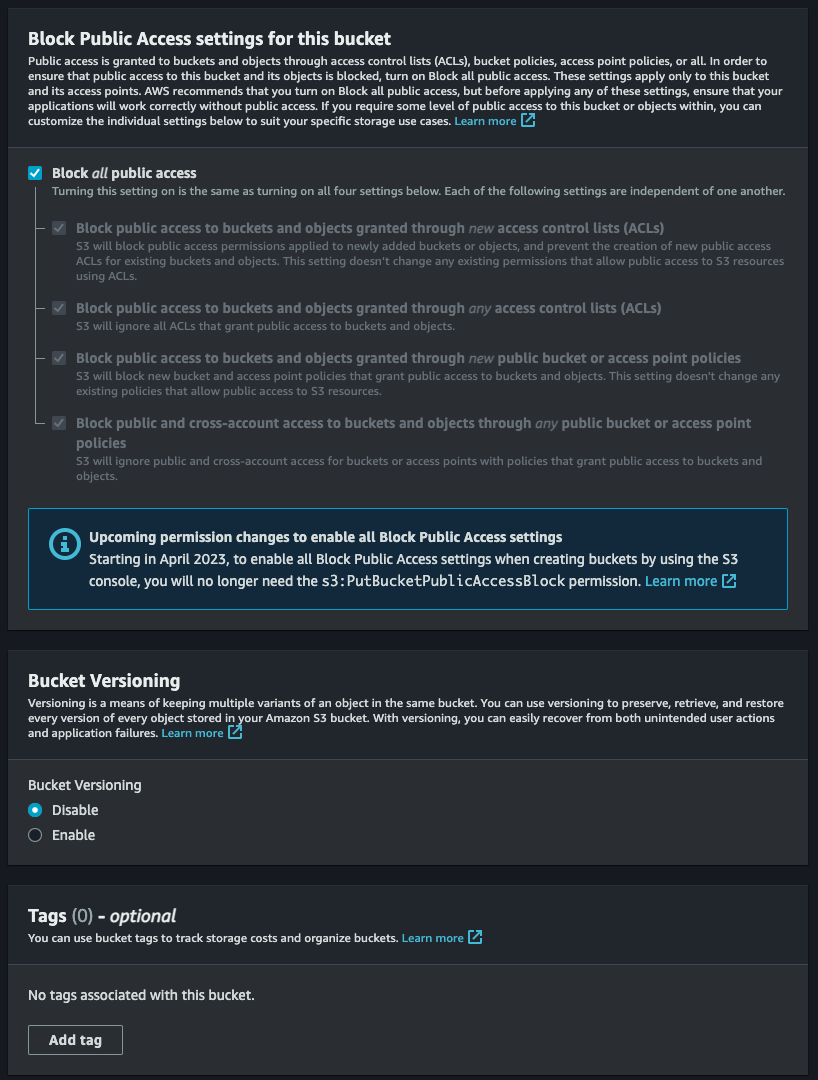 Block Public Access settings for this bucket
Public access is granted to buckets and objects through access control lists (ACLs), bucket policies, access point policies, or all. In order to
ensure that public access to this bucket and its objects is blocked, turn on Block all public access. These settings apply only to this bucket
and its access points. AWS recommends that you turn on Block all public access, but before applying any of these settings, ensure that your
applications will work correctly without public access. If you require some level of public access to this bucket or objects within, you can
customize the individual settings below to suit your specific storage use cases. Learn more
Block all public access
Turning this setting on is the same as turning on all four settings below. Each of the following settings are independent of one another.
Block public access to buckets and objects granted through new access control lists (ACLs)
S3 will block public access permissions applied to newly added buckets or objects, and prevent the creation of new public access
ACLs for existing buckets and objects. This setting doesn't change any existing permissions that allow public access to S3 resources
using ACLs.
Block public access to buckets and objects granted through any access control lists (ACLs)
S3 will ignore all ACLs that grant public access to buckets and objects.
Block public access to buckets and objects granted through new public bucket or access point policies
S3 will block new bucket and access point policies that grant public access to buckets and objects. This setting doesn't change any
existing policies that allow public access to S3 resources.
Block public and cross-account access to buckets and objects through any public bucket or access point
policies
S3 will ignore public and cross-account access for buckets or access points with policies that grant public access to buckets and
objects.
Upcoming permission changes to enable all Block Public Access settings
Starting in April 2023, to enable all Block Public Access settings when creating buckets by using the S3
console, you will no longer need the s3:PutBucketPublicAccessBlock permission. Learn more
Bucket Versioning
Versioning is a means of keeping multiple variants of an object in the same bucket. You can use versioning to preserve, retrieve, and restore
every version of every object stored in your Amazon S3 bucket. With versioning, you can easily recover from both unintended user actions
and application failures. Learn more
Bucket Versioning
Disable
Enable
Tags (0) - optional
You can use bucket tags to track storage costs and organize buckets. Learn more
No tags associated with this bucket.
Add tag